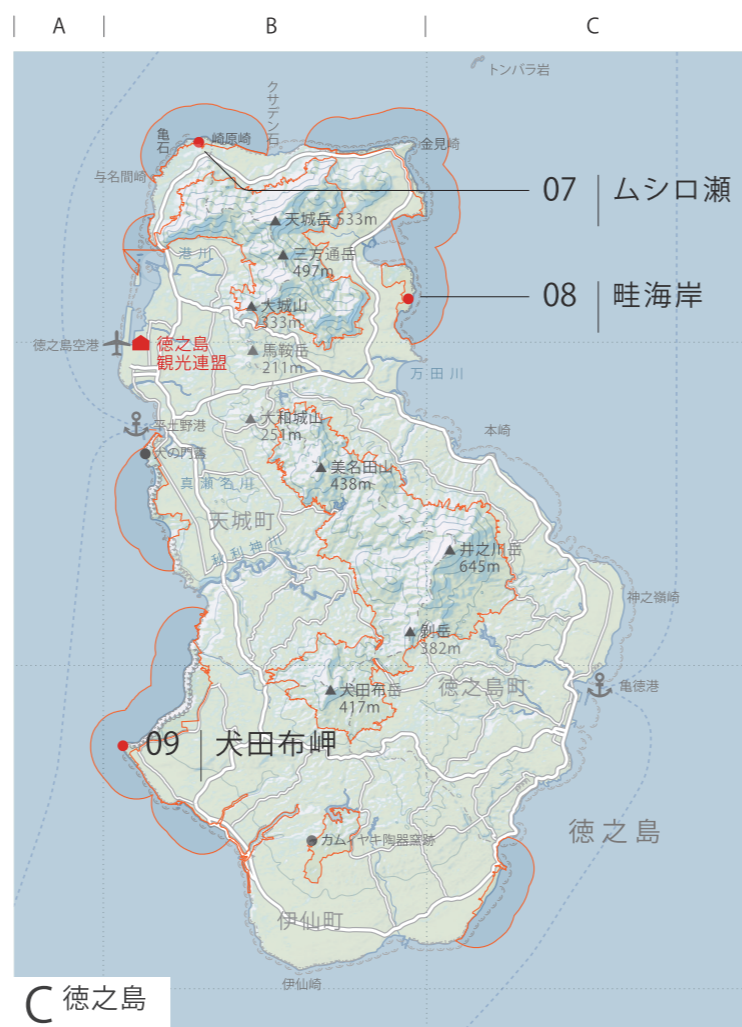 A
B
C
トンバラ岩
クサデン石
亀石
崎原崎
金見崎
与名間崎
07 ムシロ瀬
天城岳 533m
港川
三方通岳
497m
08 畦海岸
大城山
333m
徳之島空港
徳之島
観光連盟
馬鞍岳
211m
万田川
平土野港
大和城山
251m
本崎
犬の門蓋
美名田山
438m
真瀬名川
天城町
秋利神川
井之川岳
645m
神之嶺崎
剝岳
382m
犬田布岳
417m
徳之島町
亀徳港
09 犬田布岬
カムィヤキ陶器窯跡
徳之島
伊仙町
伊仙崎
C 徳之島